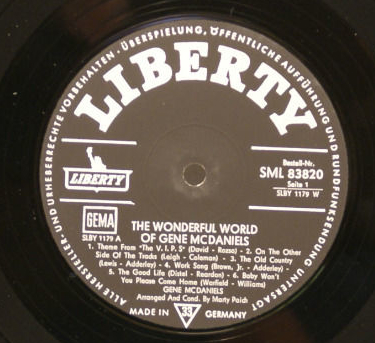 ALLE HERSTELLER- UND URHEBERRECHTE VORBEHALTEN · ÜBERSPIELUNG, ÖFFENTLICHE AUFFÜHRUNG UND RUNDFUNKSENDUNG UNTERSAGT
LIBERTY
LIBERTY
Bestell-Nr.
SML 83820
Seite 1
SLBY 1179 W
GEMA
SLBY 1179 A
THE WONDERFUL WORLD
OF GENE MCDANIELS
1. Theme From "The V.I.P.S" (David - Rozsa) - 2. On The Other
Side Of The Tracks (Leigh - Coleman) - 3. The Old Country
(Lewis - Adderley) - 4. Work Song (Brown, Jr. - Adderley) -
5. The Good Life (Distel - Reardon) - 6. Baby Won't
You Please Come Home (Warfield - Williams)
GENE MCDANIELS
Arranged And Cond. By Marty Paich
MADE IN 33 GERMANY